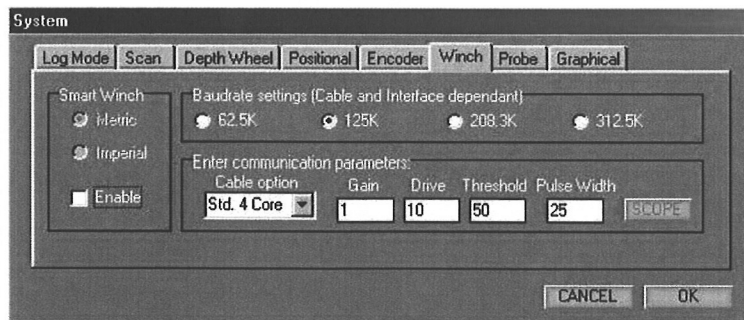 System
Log Mode Scan Depth Wheel Positional Encoder Winch Probe Graphical
Smart Winch
Metric
Imperial
Enable
Baudrate settings (Cable and Interface dependant)
62.5K 125K 208.3K 312.5K
Enter communication parameters:
Cable option Gain Drive Threshold Pulse Width
Std. 4 Core 1 10 50 25 SCOPE
CANCEL OK